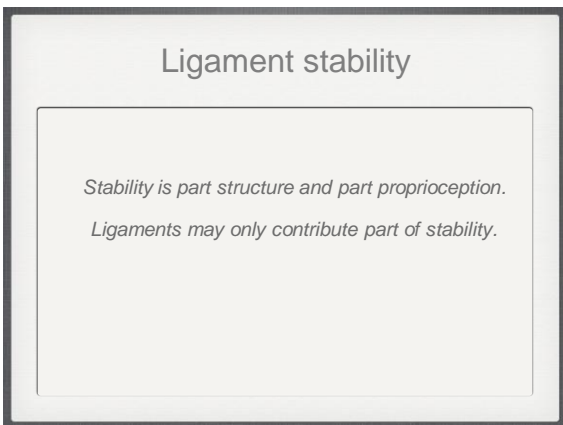 Ligament stability
Stability is part structure and part proprioception.
Ligaments may only contribute part of stability.